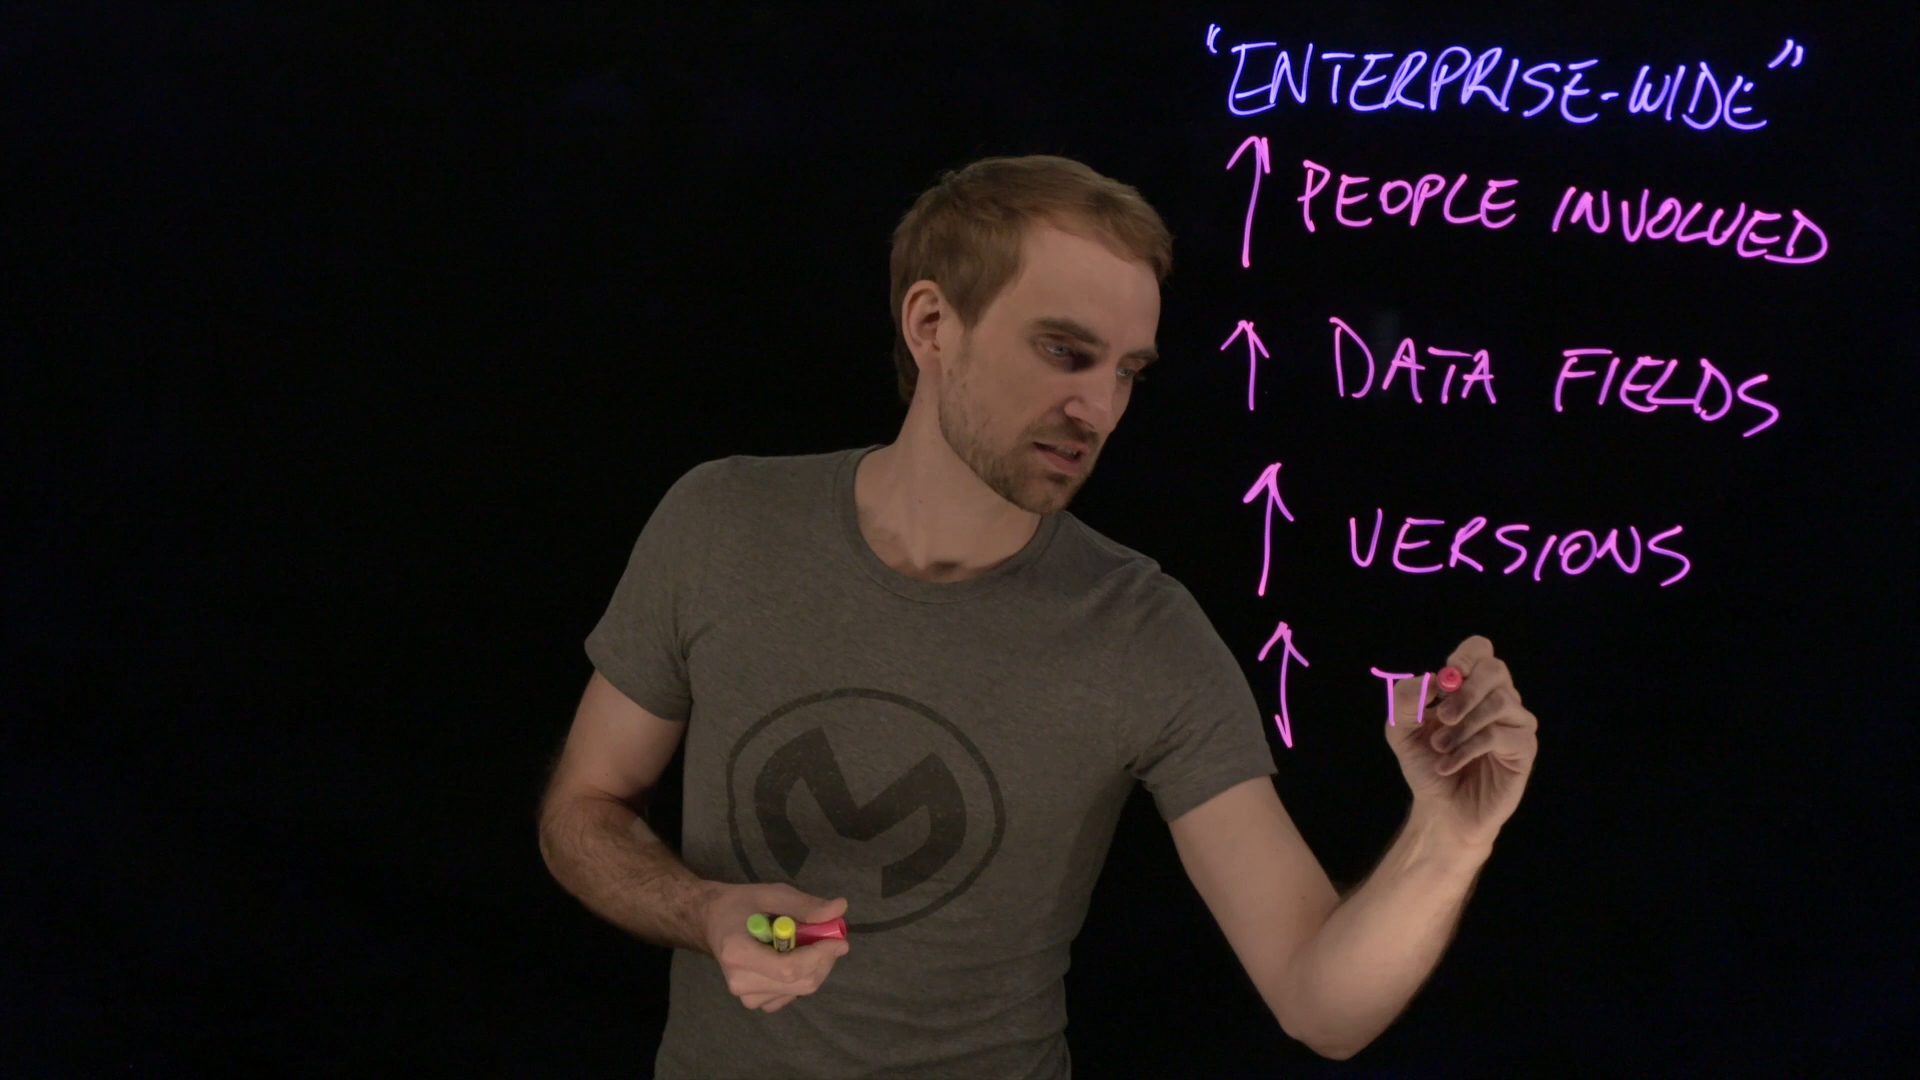 "ENTERPRISE-WIDE"
↑ PEOPLE INVOLVED
↑ DATA FIELDS
↑ VERSIONS
↑ TI